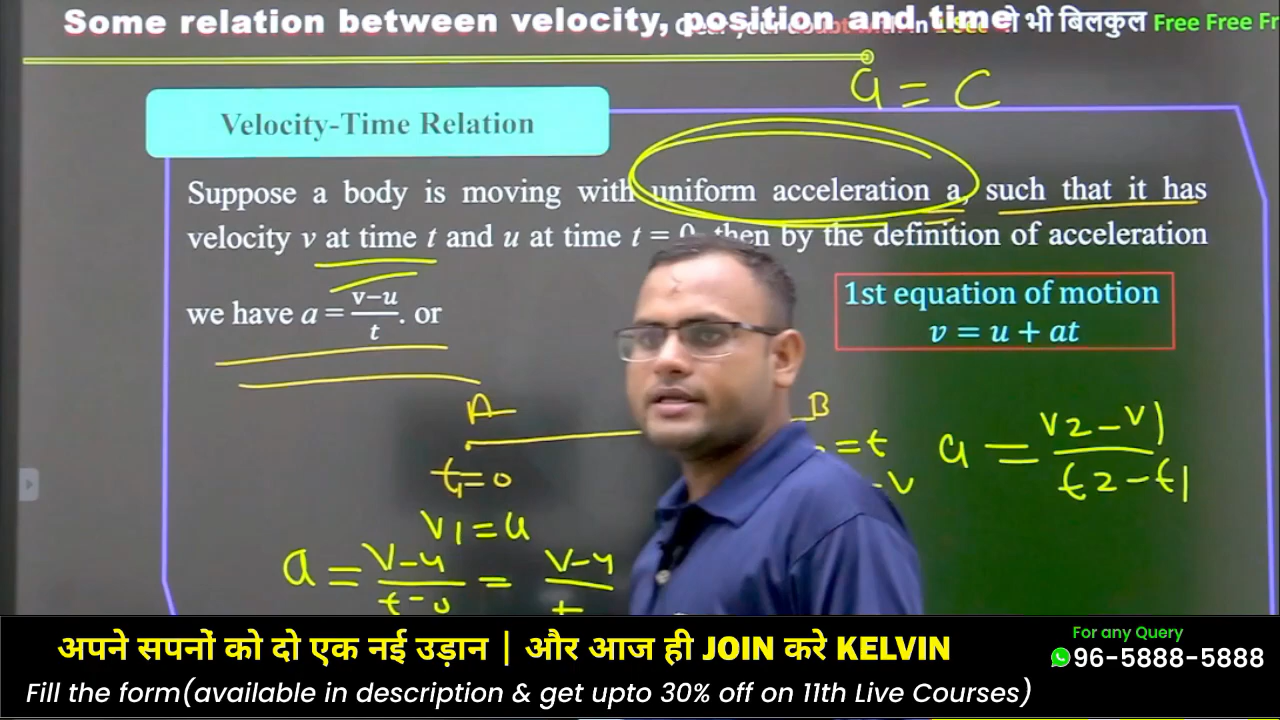 Some relation between velocity, position and time
रो भी बिलकुल Free Free Fr
a = c
Velocity-Time Relation
Suppose a body is moving with uniform acceleration a, such that it has
velocity v at time t and u at time t = 0, then by the definition of acceleration
we have a = v−u / t . or
1st equation of motion
v = u + at
A B
t1=0 =t
v1=u -v
a = v2-v1 / t2-t1
a = v-u / t-0 = v-u / t
अपने सपनों को दो एक नई उड़ान | और आज ही JOIN करे KELVIN
For any Query
96-5888-5888
Fill the form(available in description & get upto 30% off on 11th Live Courses)